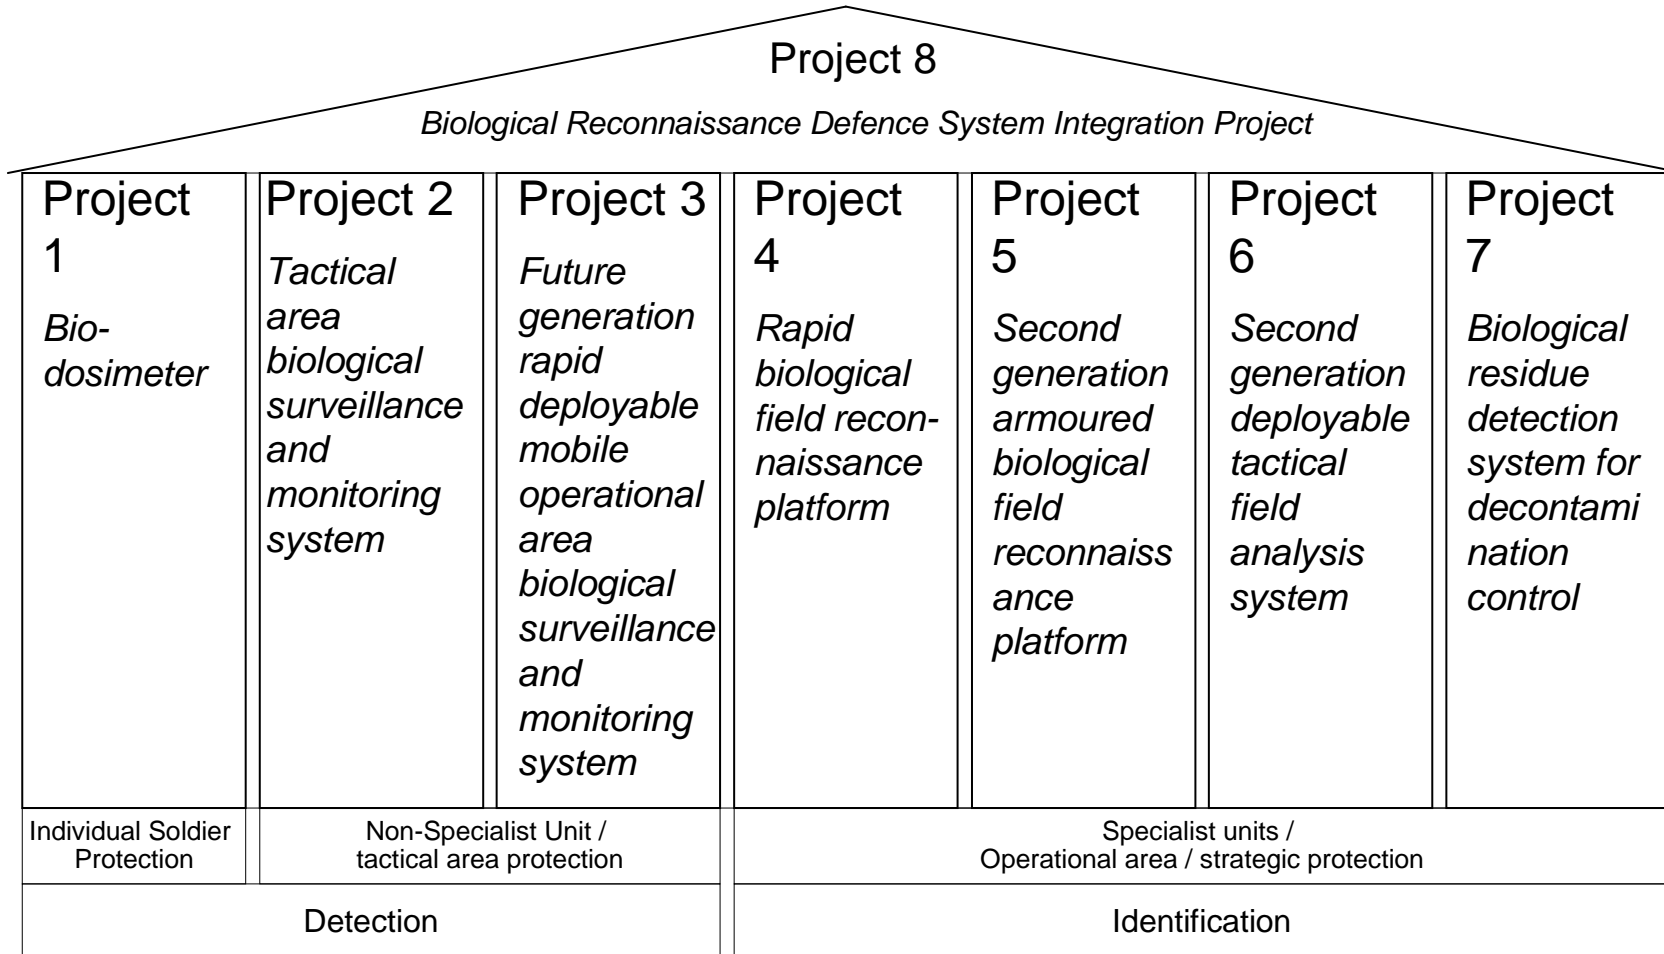 Project 8
Biological Reconnaissance Defence System Integration Project
Project
1
Bio-
dosimeter
Project 2
Tactical
area
biological
surveillance
and
monitoring
system
Project 3
Future
generation
rapid
deployable
mobile
operational
area
biological
surveillance
and
monitoring
system
Project
4
Rapid
biological
field recon-
naissance
platform
Project
5
Second
generation
armoured
biological
field
reconnaiss
ance
platform
Project
6
Second
generation
deployable
tactical
field
analysis
system
Project
7
Biological
residue
detection
system for
decontami
nation
control
Individual Soldier
Protection
Non-Specialist Unit /
tactical area protection
Specialist units /
Operational area / strategic protection
Detection
Identification